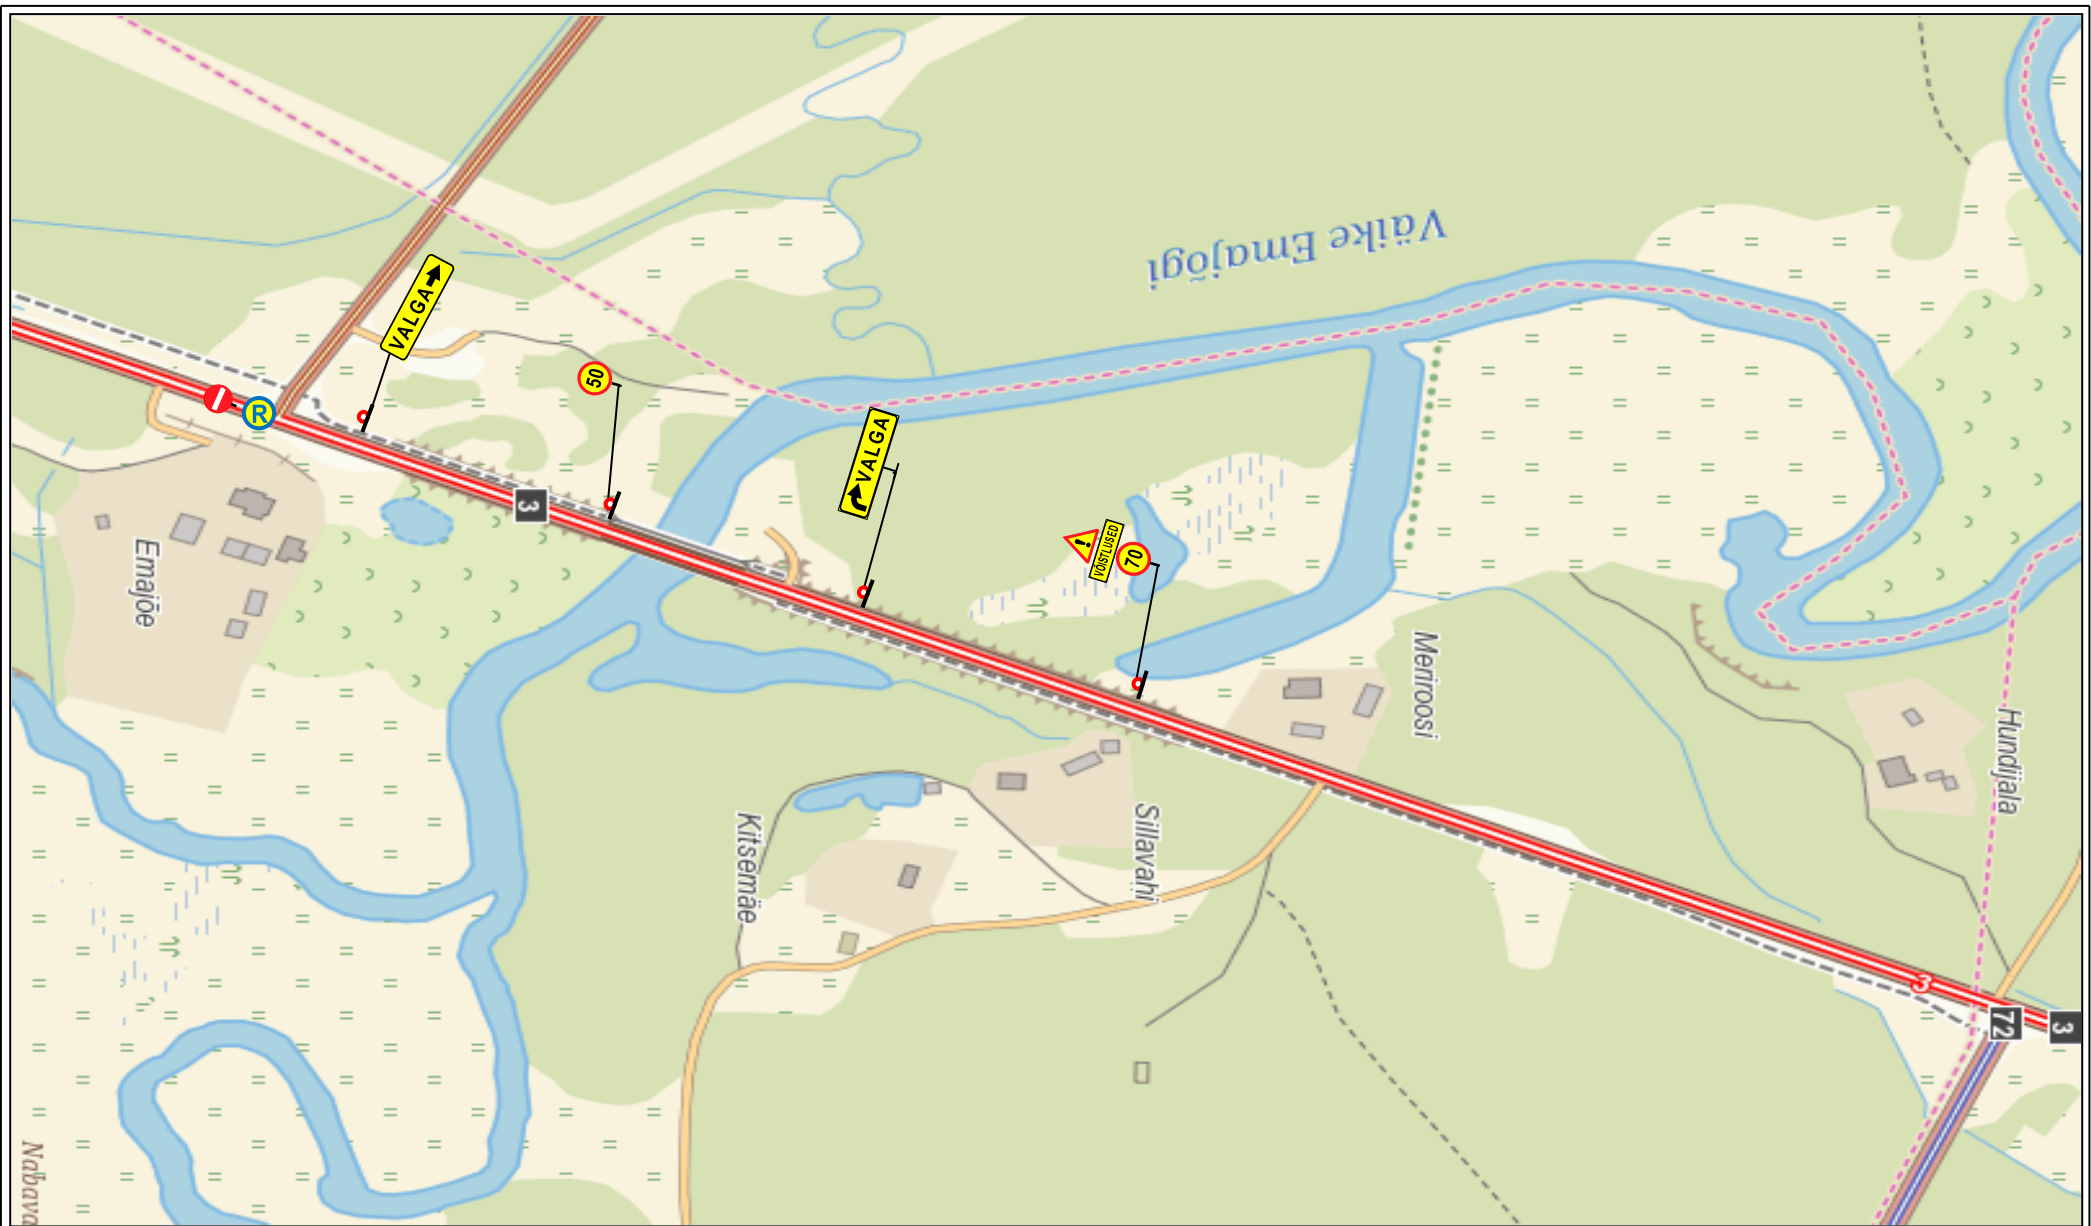 Väike Emajõgi
VALGA
50
VALGA
VÕISTLUSED
70
R
3
Emajõe
Meriroosi
Hundijala
Kitsemäe
Sillavahi
3
72
3